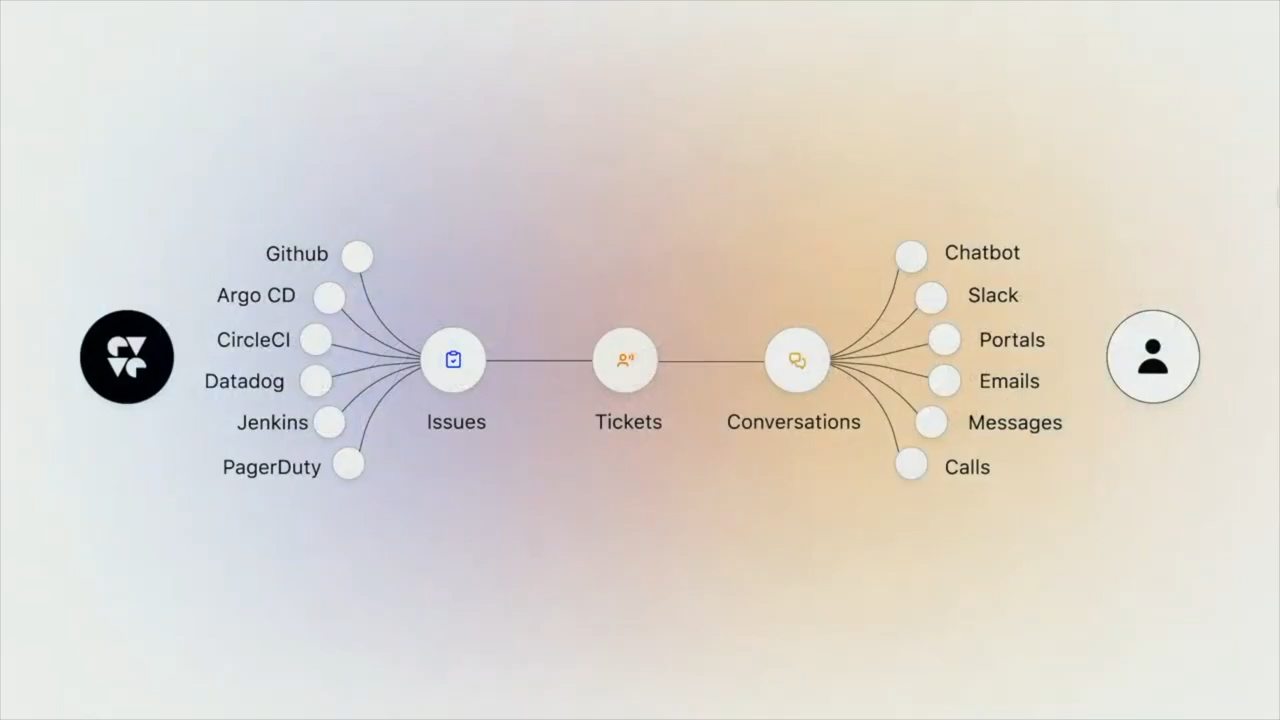 Github
Argo CD
CircleCI
Datadog
Jenkins
PagerDuty
Issues
Tickets
Conversations
Chatbot
Slack
Portals
Emails
Messages
Calls